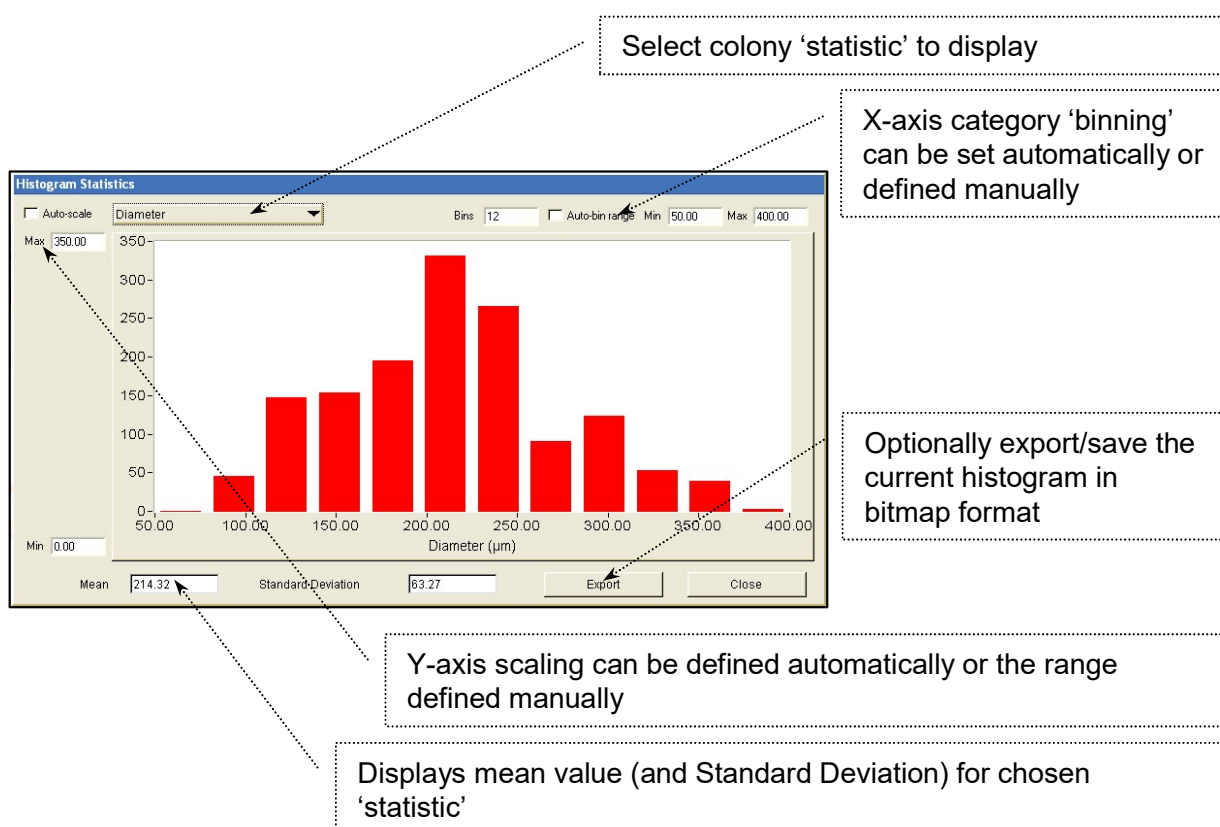 Select colony ‘statistic’ to display
X-axis category ‘binning’
can be set automatically or
defined manually
Histogram Statistics
Auto-scale Diameter Bins 12 Auto-bin range Min 50.00 Max 400.00
Max 350.00
350
300
250
200
150
100
50
0
50.00 100.00 150.00 200.00 250.00 300.00 350.00 400.00
Diameter (µm)
Min 0.00
Mean 214.32 Standard Deviation 63.27 Export Close
Optionally export/save the
current histogram in
bitmap format
Y-axis scaling can be defined automatically or the range
defined manually
Displays mean value (and Standard Deviation) for chosen
‘statistic’